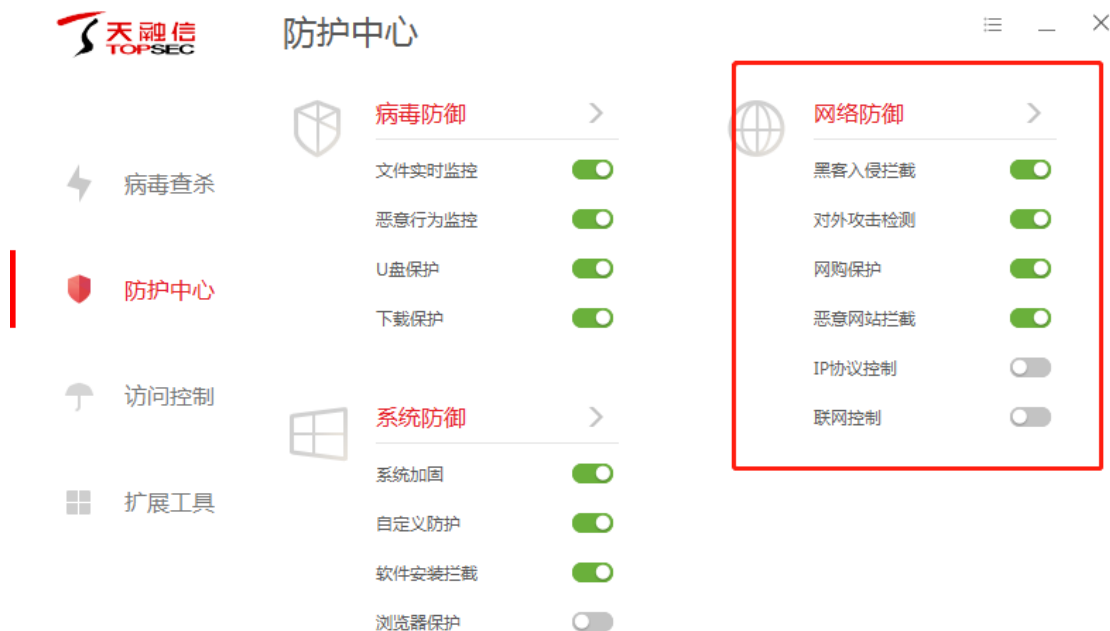 天融信
TOPSEC
防护中心
病毒查杀
防护中心
访问控制
扩展工具
病毒防御
文件实时监控
恶意行为监控
U盘保护
下载保护
系统防御
系统加固
自定义防护
软件安装拦截
浏览器保护
网络防御
黑客入侵拦截
对外攻击检测
网购保护
恶意网站拦截
IP协议控制
联网控制